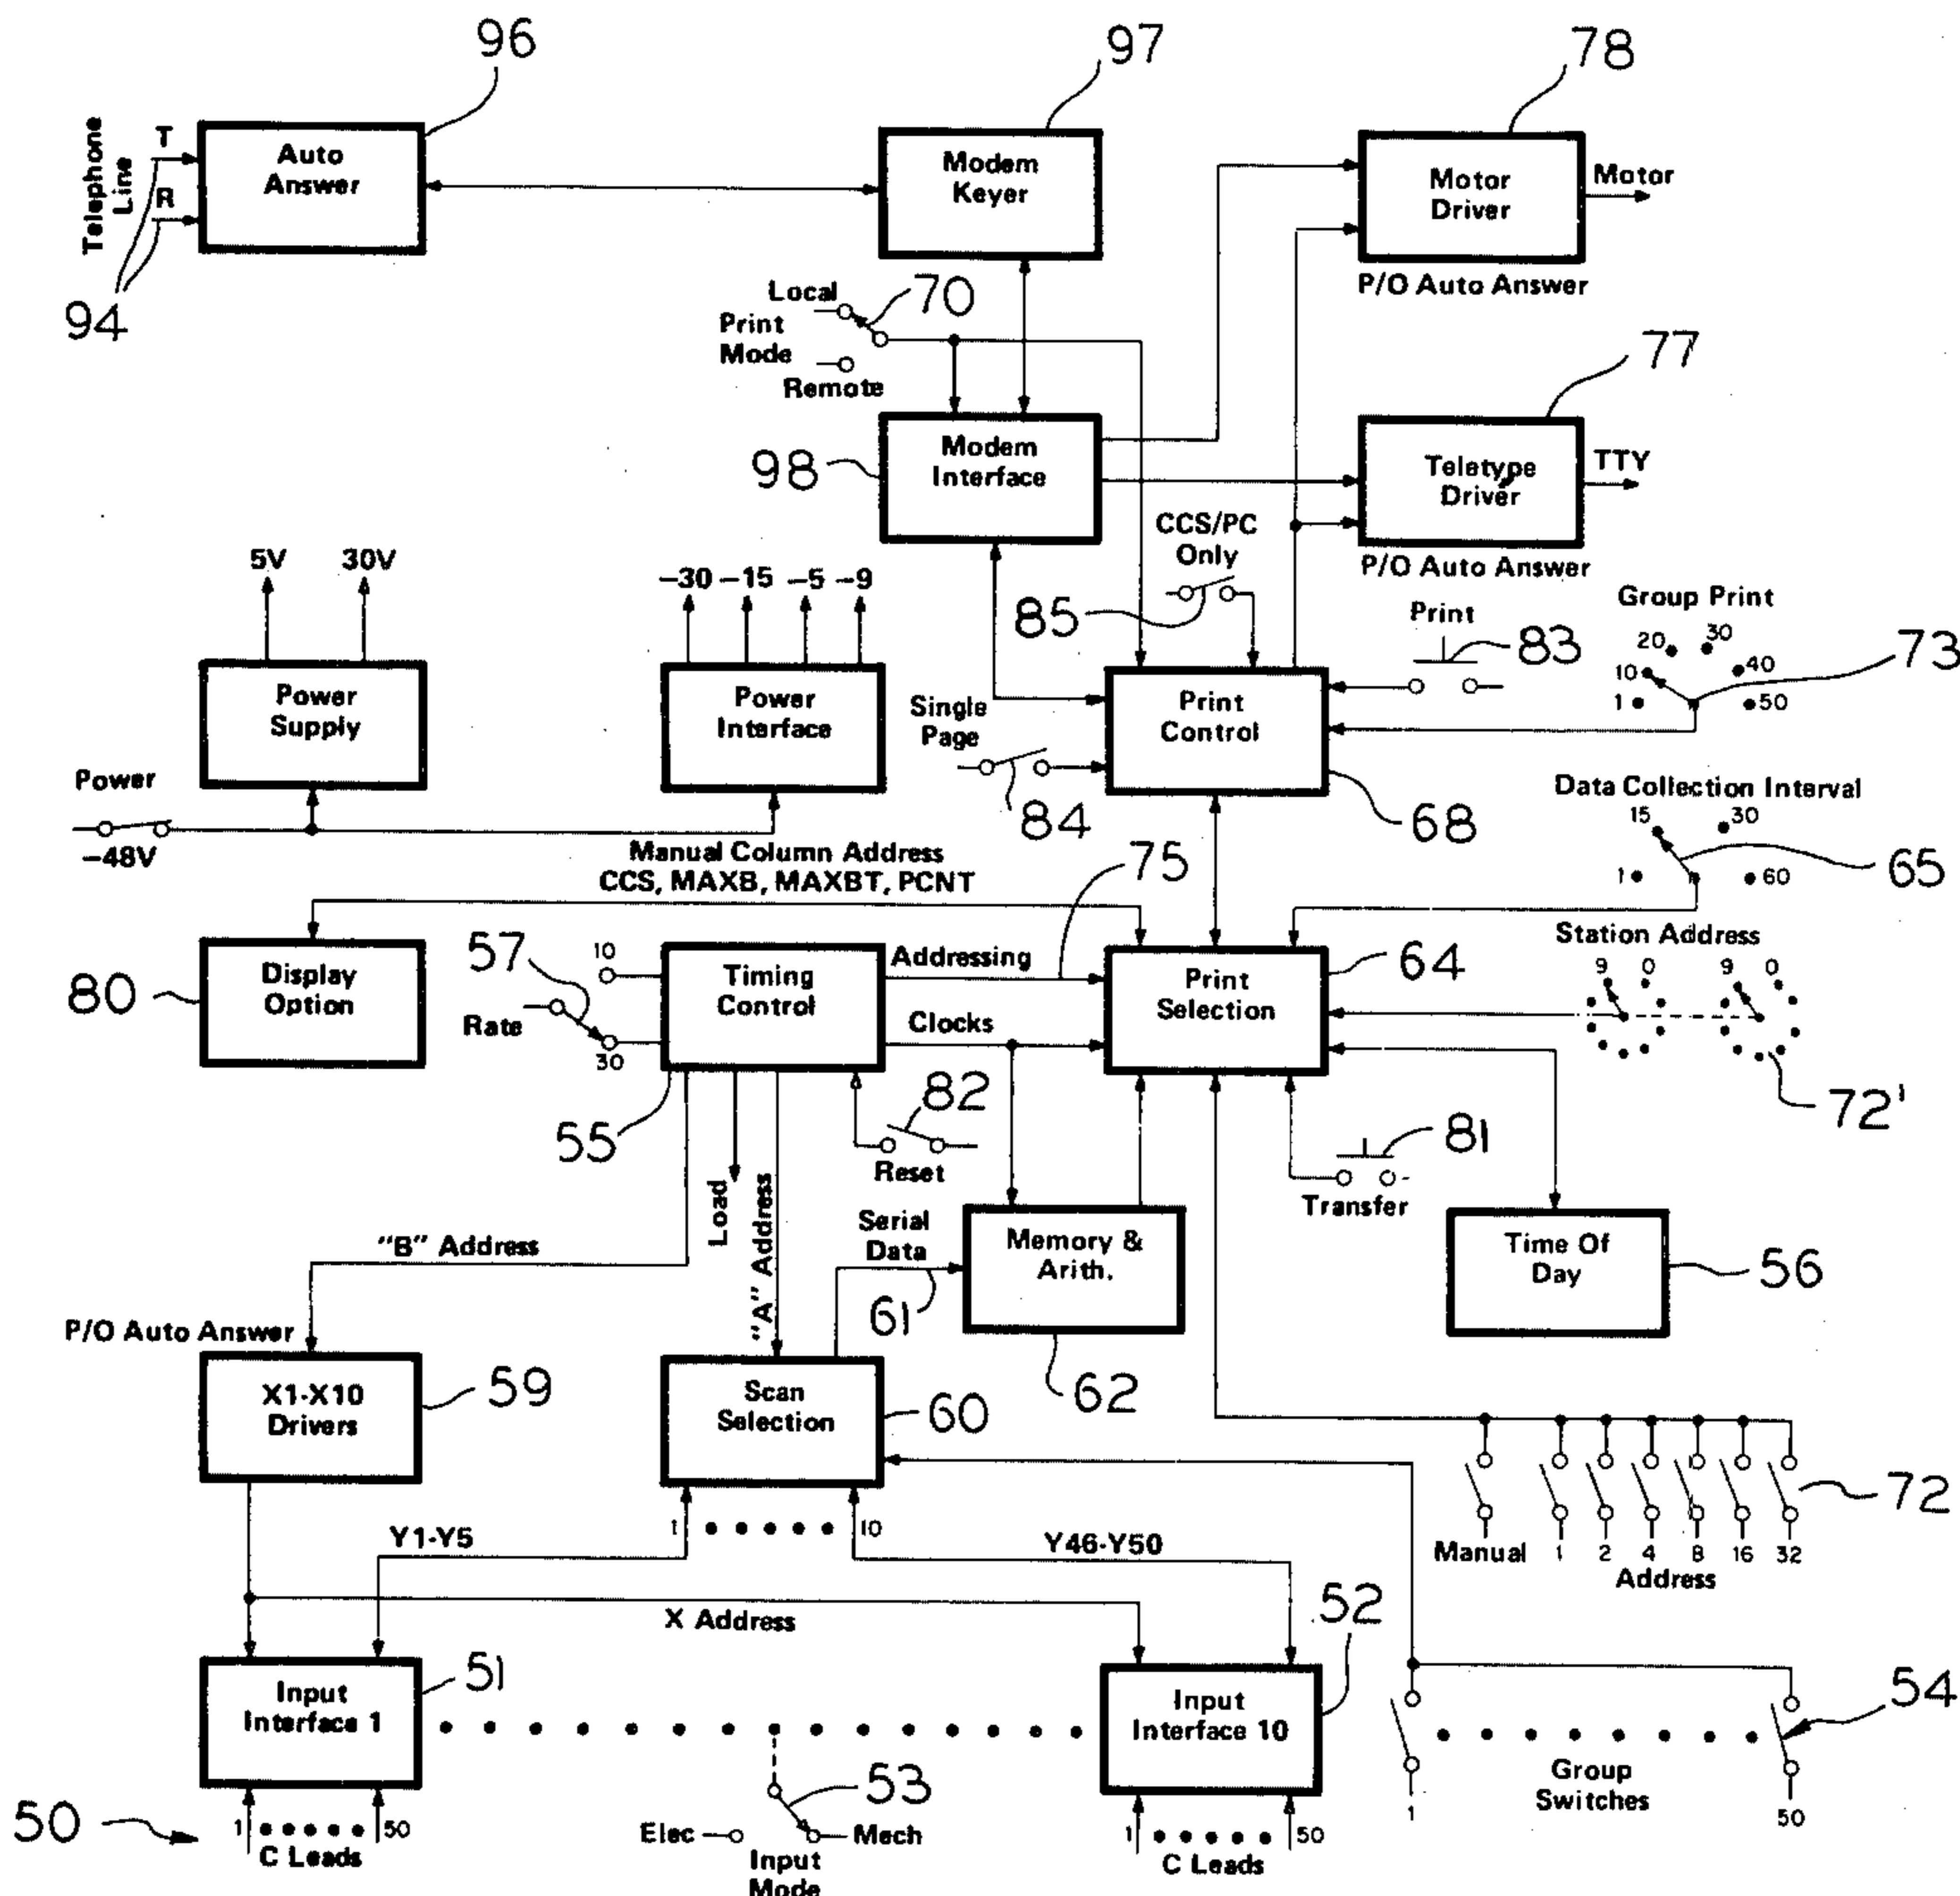 96
97
78
Telephone Line
T
R
Auto
Answer
Modem
Keyer
Motor
Driver
Motor
P/O Auto Answer
94
Local
70
Print
Mode
Remote
77
98
Modem
Interface
Teletype
Driver
TTY
P/O Auto Answer
CCS/PC
Only
85
5V
30V
−30 −15 −5 −9
Print
83
Group Print
1
10
20
30
40
50
73
Power
Supply
Power
Interface
Single
Page
84
Print
Control
68
Power
−48V
Data Collection Interval
1
15
30
60
65
Manual Column Address
CCS, MAXB, MAXBT, PCNT
75
80
Display
Option
57
10
Rate
30
Timing
Control
Addressing
Clocks
Print
Selection
64
Station Address
9 0
9 0
72'
55
82
Reset
81
Transfer
Load
"A" Address
"B" Address
Serial
Data
61
Memory &
Arith.
62
Time Of
Day
56
P/O Auto Answer
X1-X10
Drivers
59
Scan
Selection
60
1
10
Y1-Y5
Y46-Y50
72
Manual
1 2 4 8 16 32
Address
X Address
52
Input
Interface 1
51
Input
Interface 10
54
Group
Switches
1
50
53
Elec
Mech
Input
Mode
50
1
50
C Leads
1
50
C Leads